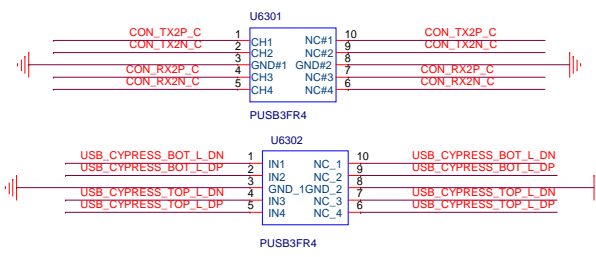 U6301
CON_TX2P_C 1 CH1 NC#1 10 CON_TX2P_C
CON_TX2N_C 2 CH2 NC#2 9 CON_TX2N_C
3 GND#1 GND#2 8
CON_RX2P_C 4 CH3 NC#3 7 CON_RX2P_C
CON_RX2N_C 5 CH4 NC#4 6 CON_RX2N_C
PUSB3FR4
U6302
USB_CYPRESS_BOT_L_DN 1 IN1 NC_1 10 USB_CYPRESS_BOT_L_DN
USB_CYPRESS_BOT_L_DP 2 IN2 NC_2 9 USB_CYPRESS_BOT_L_DP
3 GND_1 GND_2 8
USB_CYPRESS_TOP_L_DN 4 IN3 NC_3 7 USB_CYPRESS_TOP_L_DN
USB_CYPRESS_TOP_L_DP 5 IN4 NC_4 6 USB_CYPRESS_TOP_L_DP
PUSB3FR4